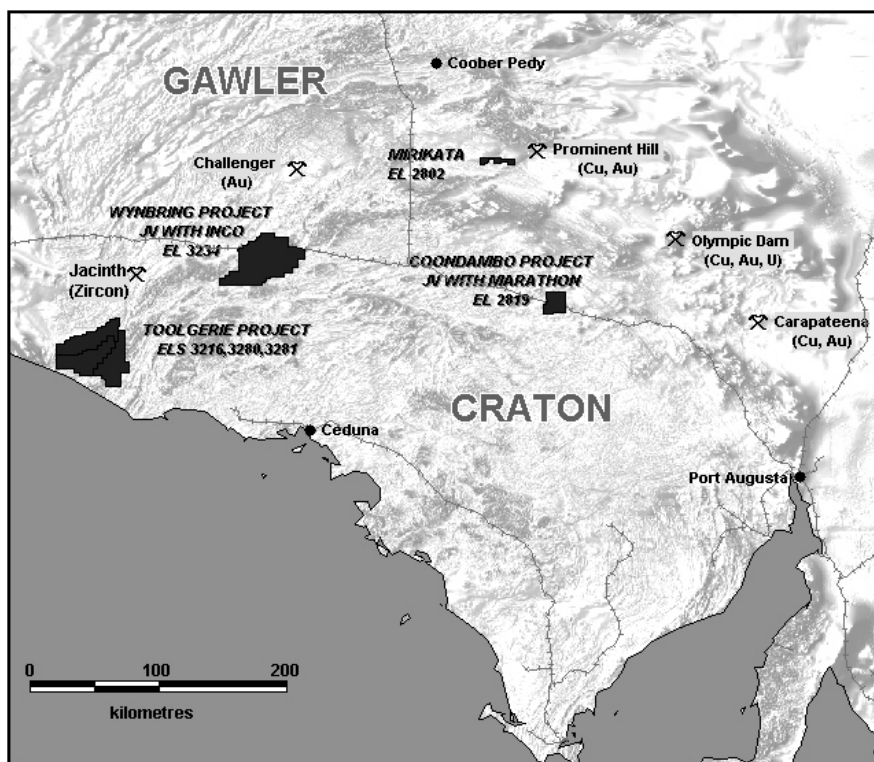 GAWLER
Coober Pedy
Challenger
(Au)
MIRIKATA
EL 2802
Prominent Hill
(Cu, Au)
WYNBRING PROJECT
JV WITH INCO
EL 3234
Olympic Dam
(Cu, Au, U)
Jacinth
(Zircon)
COONDAMBO PROJECT
JV WITH MARATHON
EL 2819
TOOLGERIE PROJECT
ELS 3216,3280,3281
Carapateena
(Cu, Au)
CRATON
Ceduna
Port Augusta
0 100 200
kilometres